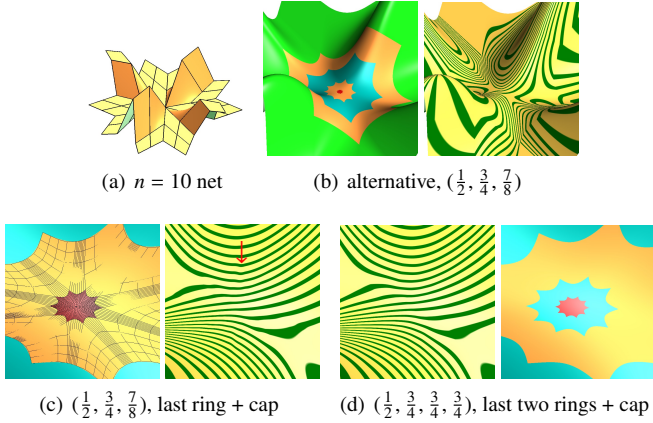 (a) n = 10 net
(b) alternative, (1/2, 3/4, 7/8)
(c) (1/2, 3/4, 7/8), last ring + cap
(d) (1/2, 3/4, 3/4, 3/4), last two rings + cap